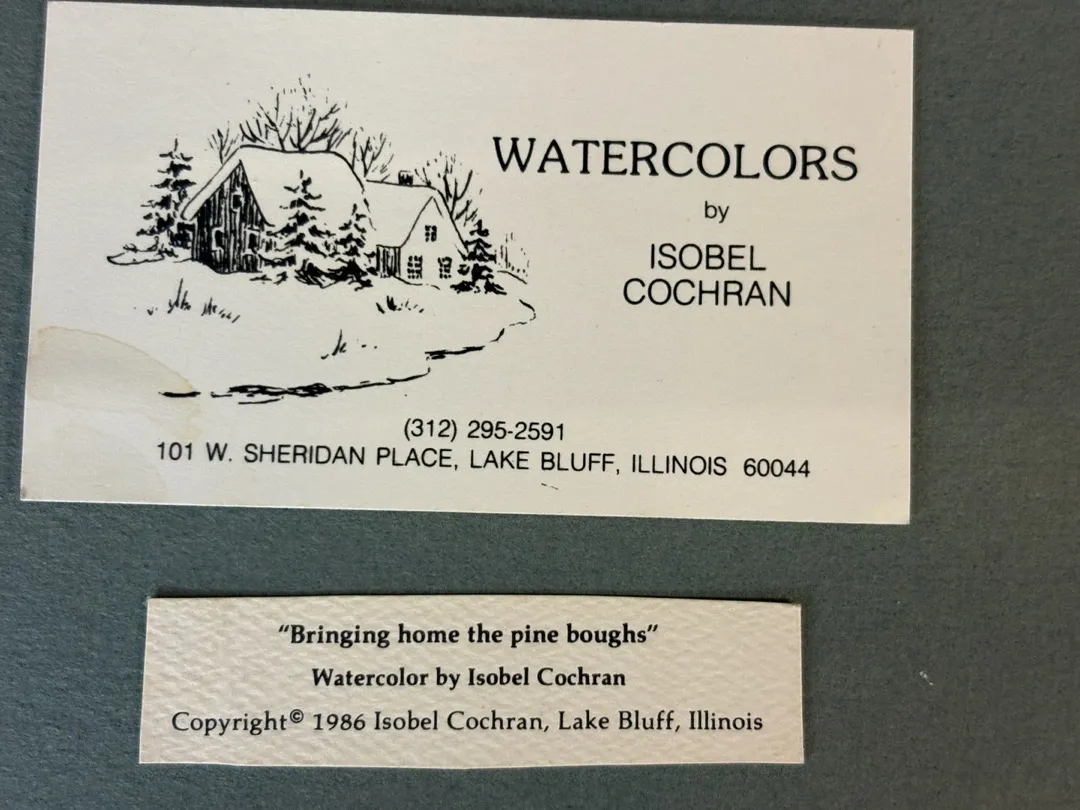 WATERCOLORS
by
ISOBEL
COCHRAN
(312) 295-2591
101 W. SHERIDAN PLACE, LAKE BLUFF, ILLINOIS 60044
“Bringing home the pine boughs”
Watercolor by Isobel Cochran
Copyright© 1986 Isobel Cochran, Lake Bluff, Illinois